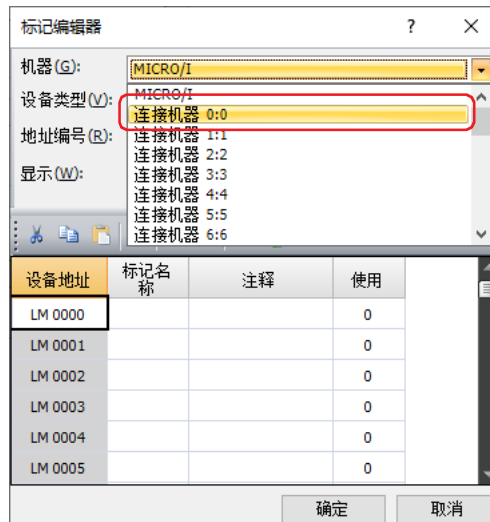 标记编辑器 ?
机器(G): MICRO/I
设备类型(V): MICRO/I
连接机器 0:0
地址编号(R): 连接机器 1:1
连接机器 2:2
显示(W): 连接机器 3:3
连接机器 4:4
连接机器 5:5
连接机器 6:6
设备地址 标记名称 注释 使用
LM 0000 0
LM 0001 0
LM 0002 0
LM 0003 0
LM 0004 0
LM 0005 0
确定 取消